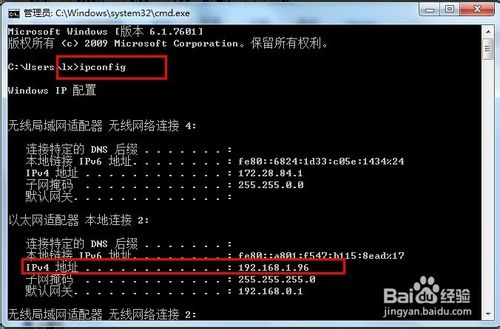 管理员: C:\Windows\system32\cmd.exe
Microsoft Windows [版本 6.1.7601]
版权所有 (c) 2009 Microsoft Corporation。保留所有权利。
C:\Users\lx>ipconfig
Windows IP 配置
无线局域网适配器 无线网络连接 4:
连接特定的 DNS 后缀 . . . . . . . :
本地链接 IPv6 地址. . . . . . . . : fe80::6824:1d33:c05e:1434%24
IPv4 地址 . . . . . . . . . . . . : 172.28.84.1
子网掩码 . . . . . . . . . . . . : 255.255.0.0
默认网关. . . . . . . . . . . . . :
以太网适配器 本地连接 2:
连接特定的 DNS 后缀 . . . . . . . :
本地链接 IPv6 地址. . . . . . . . : fe80::a801:f547:b115:8ead%17
IPv4 地址 . . . . . . . . . . . . : 192.168.1.96
子网掩码 . . . . . . . . . . . . : 255.255.255.0
默认网关. . . . . . . . . . . . . : 192.168.0.1
无线局域网适配器 无线网络连接 2:
Bai du 经验
jingyan.baidu.com